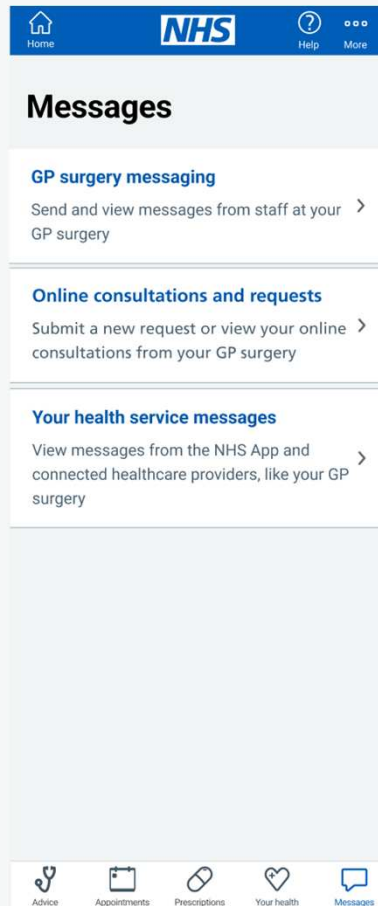 NHS
Home
Help
More
Messages
GP surgery messaging
Send and view messages from staff at your
GP surgery
Online consultations and requests
Submit a new request or view your online
consultations from your GP surgery
Your health service messages
View messages from the NHS App and
connected healthcare providers, like your GP
surgery
Advice
Appointments
Prescriptions
Your health
Messages